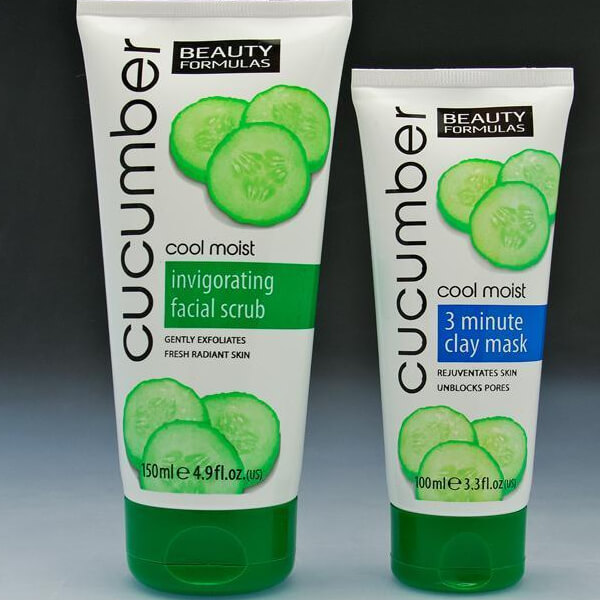 cucumber
BEAUTY
FORMULAS
cool moist
invigorating
facial scrub
GENTLY EXFOLIATES
FRESH RADIANT SKIN
150ml e 4.9fl.oz.(US)
cucumber
BEAUTY
FORMULAS
cool moist
3 minute
clay mask
REJUVENTATES SKIN
UNBLOCKS PORES
100ml e 3.3fl.oz(US)